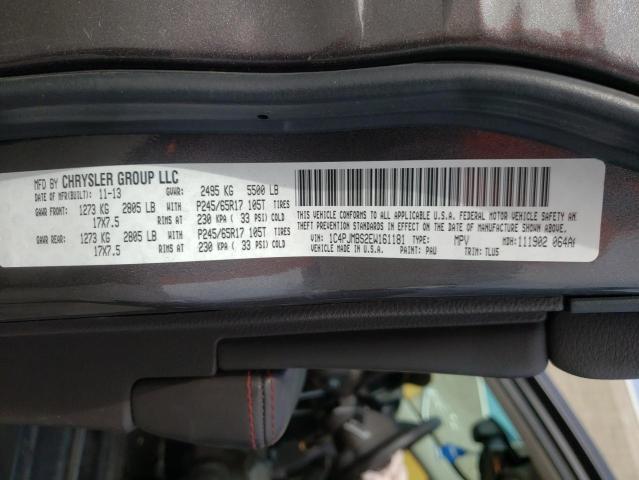 MFD BY CHRYSLER GROUP LLC
DATE OF MFR(BUILT): 11-13 GVWR: 2495 KG 5500 LB
GAWR FRONT: 1273 KG 2805 LB P245/65R17 105T TIRES
17X7.5 RIMS AT 230 KPA ( 33 PSI) COLD
GAWR REAR: 1273 KG 2805 LB P245/65R17 105T TIRES
17X7.5 RIMS AT 230 KPA ( 33 PSI) COLD
THIS VEHICLE CONFORMS TO ALL APPLICABLE U.S.A. FEDERAL MOTOR VEHICLE SAFETY AN
THEFT PREVENTION STANDARDS IN EFFECT ON THE DATE OF MANUFACTURE SHOWN ABOVE.
VIN: 1C4PJMBS2EW161181 TYPE: MPV MDH: 111902 064AM
VEHICLE MADE IN U.S.A. PAINT: PAU TRIM: TLU5